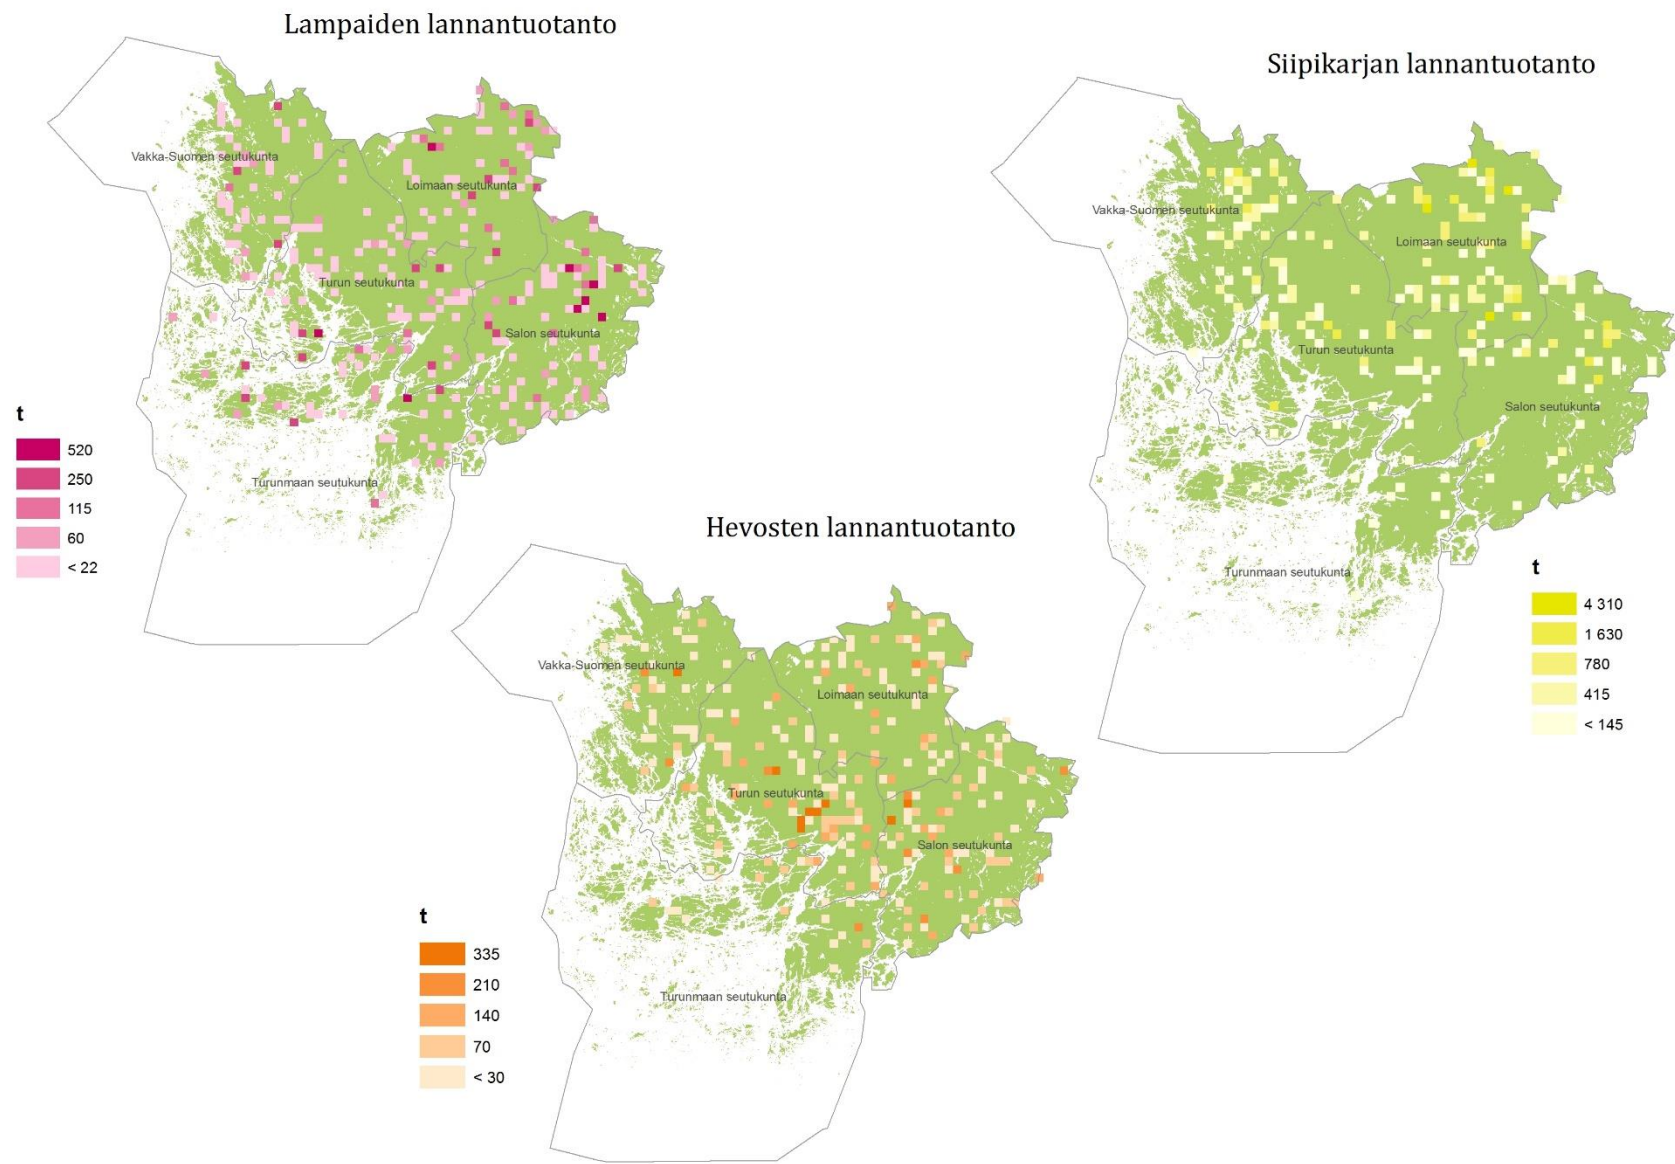 Lampaiden lannantuotanto
Vakka-Suomen seutukunta
Loimaan seutukunta
Turun seutukunta
Salon seutukunta
Turunmaan seutukunta
t
520
250
115
60
< 22
Siipikarjan lannantuotanto
Vakka-Suomen seutukunta
Loimaan seutukunta
Turun seutukunta
Salon seutukunta
Turunmaan seutukunta
t
4 310
1 630
780
415
< 145
Hevosten lannantuotanto
Vakka-Suomen seutukunta
Loimaan seutukunta
Turun seutukunta
Salon seutukunta
Turunmaan seutukunta
t
335
210
140
70
< 30